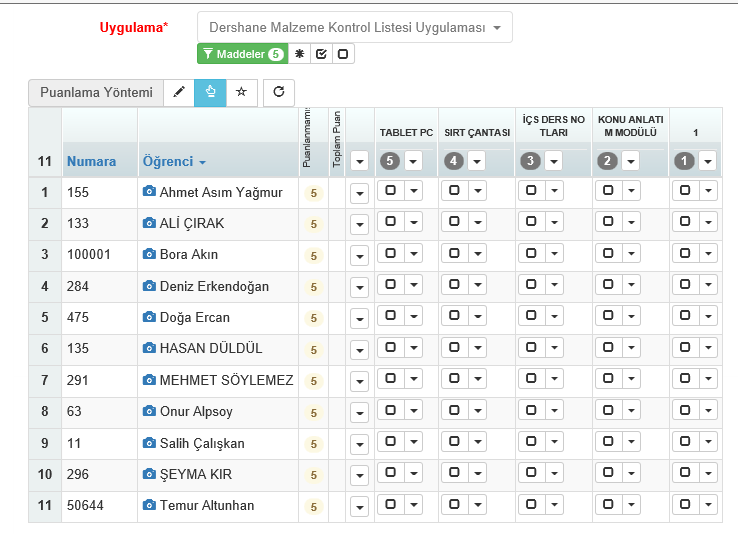 Uygulama*
Dershane Malzeme Kontrol Listesi Uygulaması
Maddeler 5
Puanlama Yöntemi
11 Numara Öğrenci Puanlanmamış Toplam Puan TABLET PC 5 SIRT ÇANTASI 4 İÇS DERS NO TLARI 3 KONU ANLATI M MODÜLÜ 2 1 1
1 155 Ahmet Asım Yağmur 5
2 133 ALİ ÇIRAK 5
3 100001 Bora Akın 5
4 284 Deniz Erkendoğan 5
5 475 Doğa Ercan 5
6 135 HASAN DÜLDÜL 5
7 291 MEHMET SÖYLEMEZ 5
8 63 Onur Alpsoy 5
9 11 Salih Çalışkan 5
10 296 ŞEYMA KIR 5
11 50644 Temur Altunhan 5